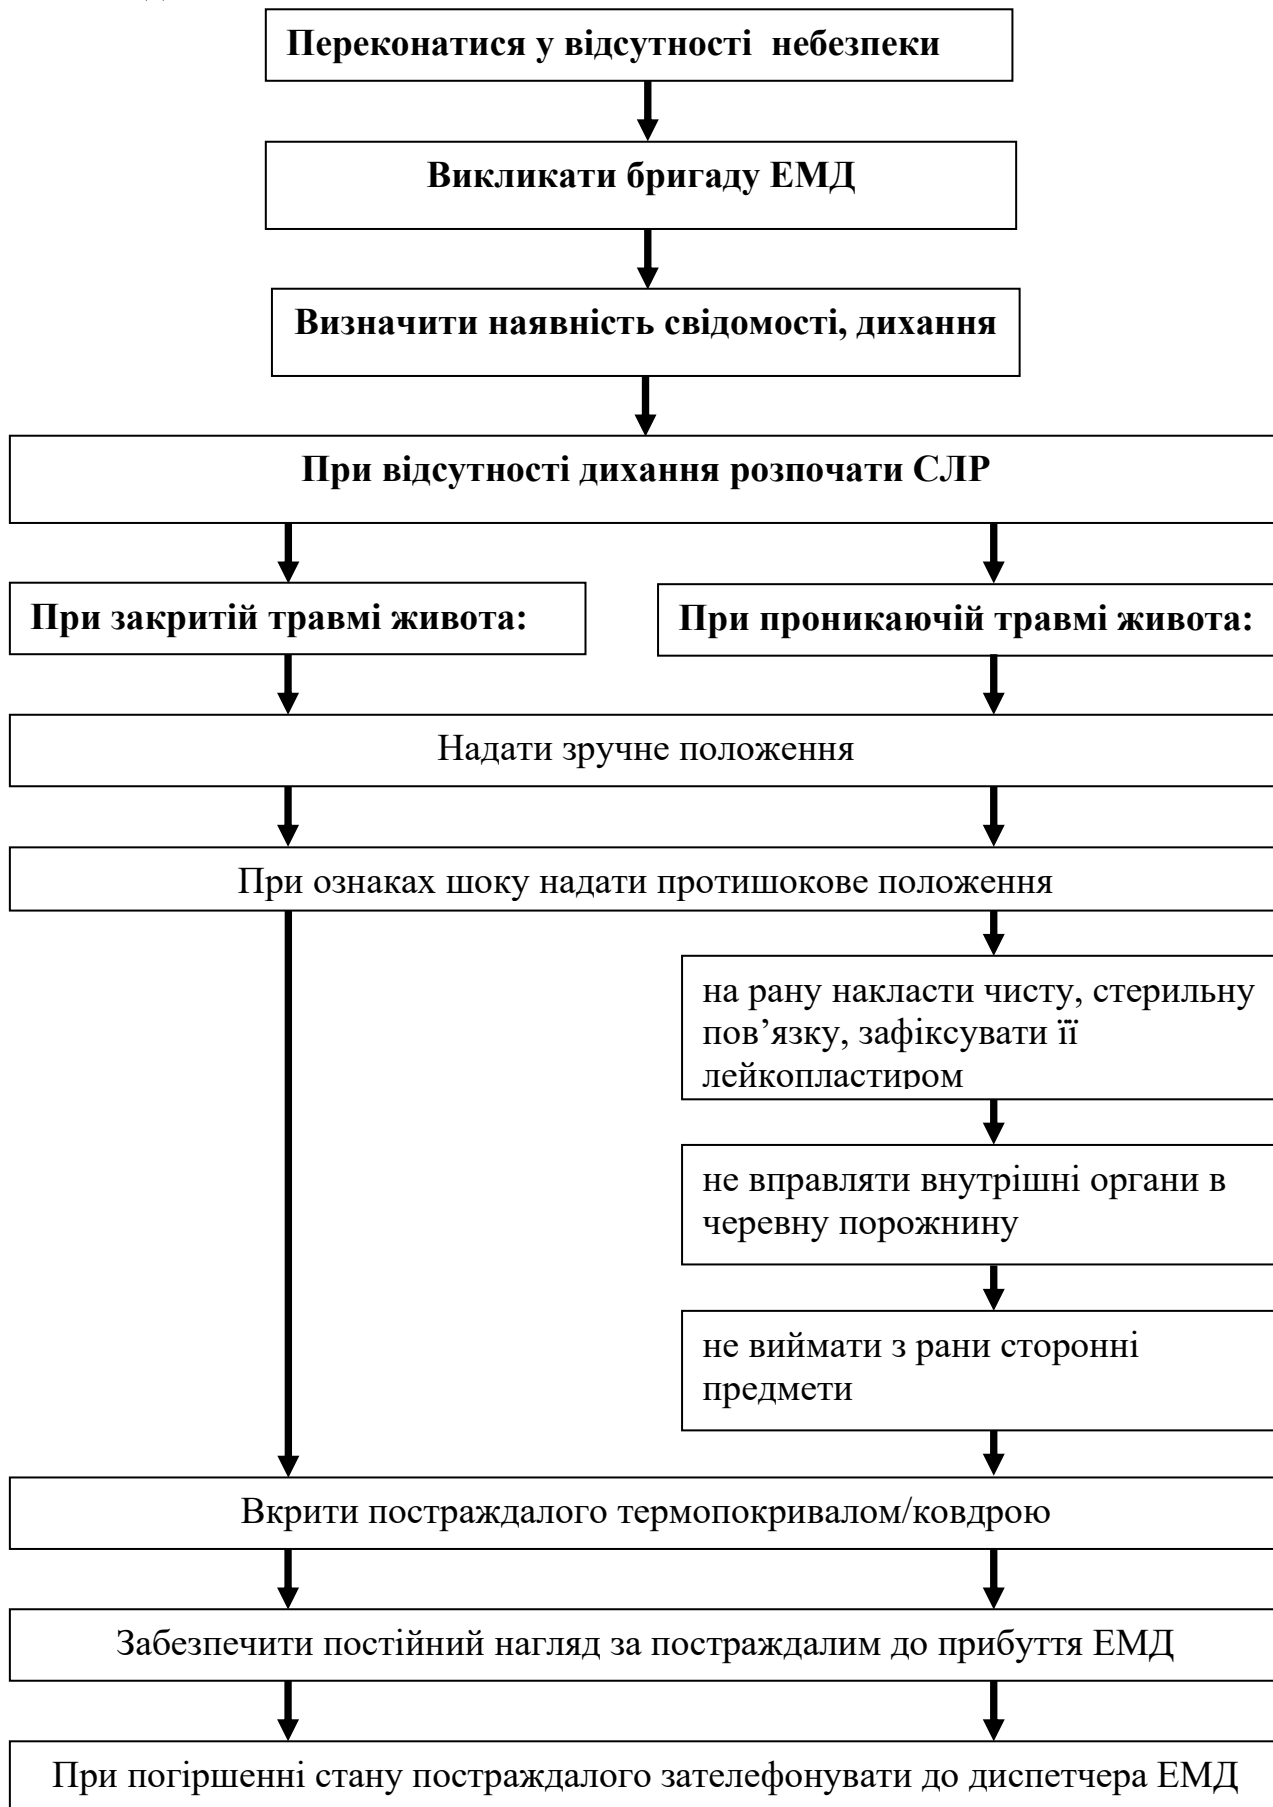 Переконатися у відсутності небезпеки
Викликати бригаду ЕМД
Визначити наявність свідомості, дихання
При відсутності дихання розпочати СЛР
При закритій травмі живота:
При проникаючій травмі живота:
Надати зручне положення
При ознаках шоку надати протишокове положення
на рану накласти чисту, стерильну
пов’язку, зафіксувати її
лейкопластиром
не вправляти внутрішні органи в
черевну порожнину
не виймати з рани сторонні
предмети
Вкрити постраждалого термопокривалом/ковдрою
Забезпечити постійний нагляд за постраждалим до прибуття ЕМД
При погіршенні стану постраждалого зателефонувати до диспетчера ЕМД